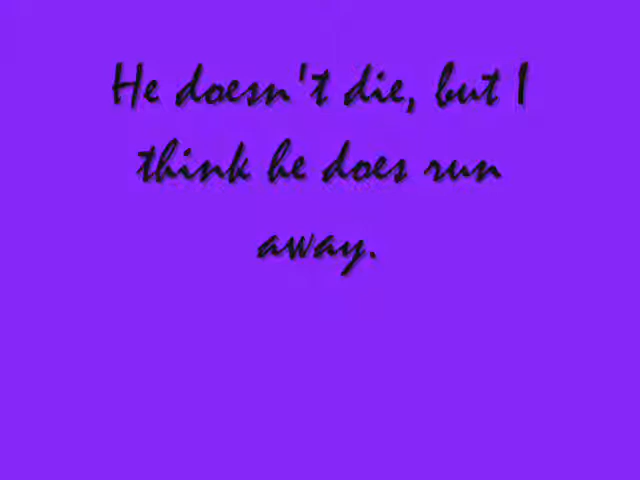 He doesn't die, but I
think he does run
away.